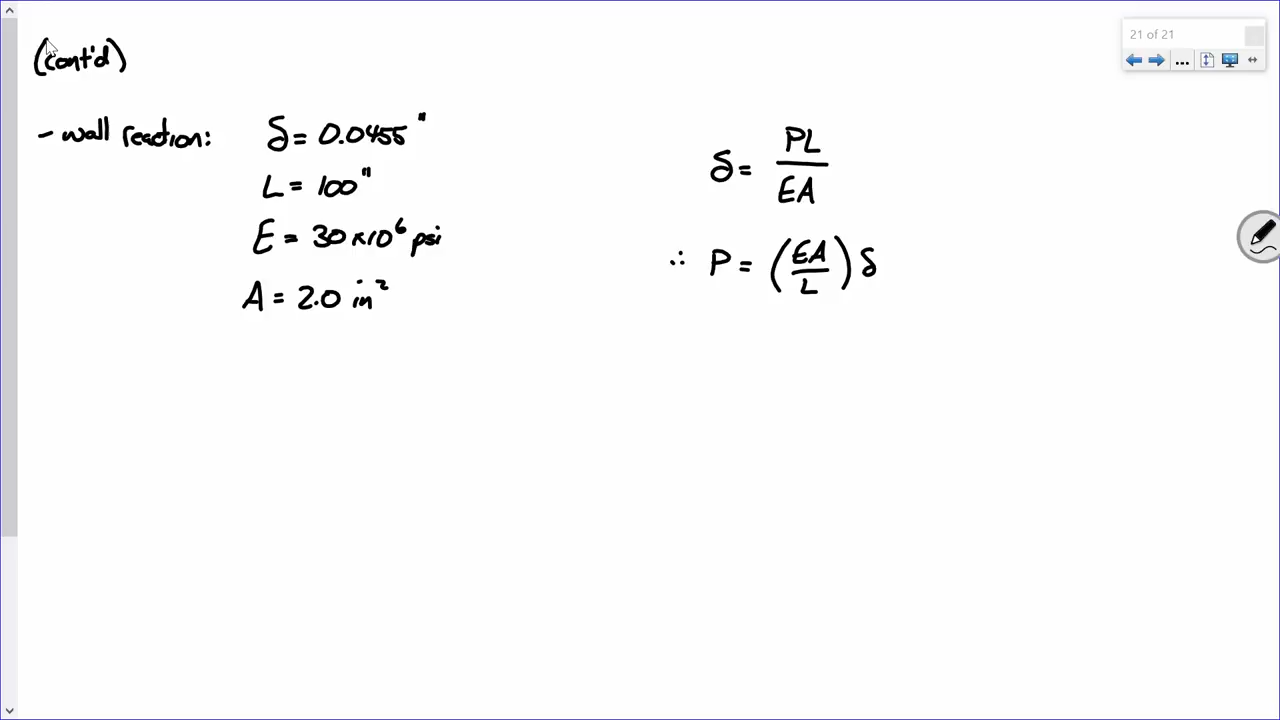 (cont'd)
21 of 21
- wall reaction: δ = 0.0455"
L = 100"
E = 30×10⁶ psi
A = 2.0 in²
δ = PL / EA
∴ P = (EA / L) δ